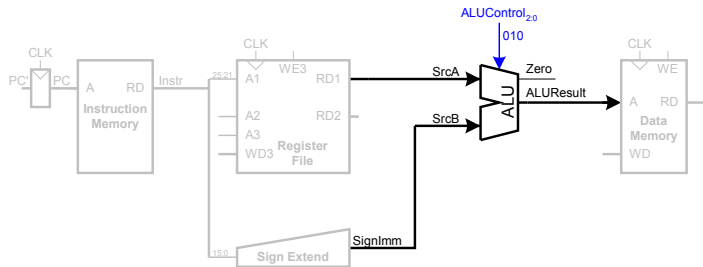 ALUControl2:0
010
CLK
CLK
CLK
PC'
PC
A
RD
Instr
Instruction
Memory
25:21
A1
WE3
RD1
A2
RD2
A3
WD3
Register
File
SrcA
SrcB
ALU
Zero
ALUResult
WE
A
RD
Data
Memory
WD
15:0
Sign Extend
SignImm